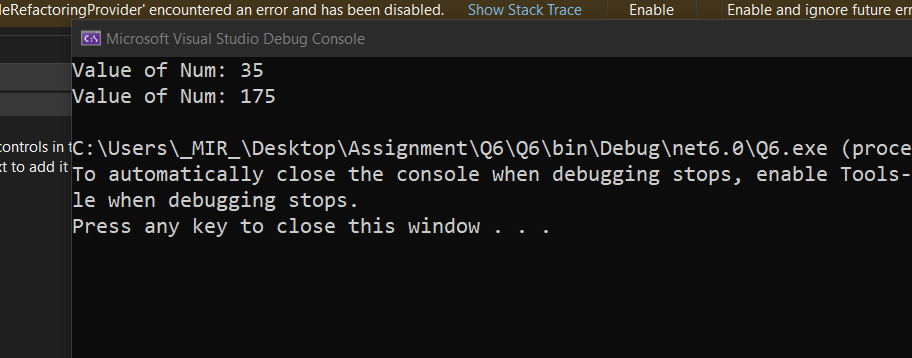 eRefactoringProvider' encountered an error and has been disabled. Show Stack Trace Enable Enable and ignore future err
Microsoft Visual Studio Debug Console
Value of Num: 35
Value of Num: 175
C:\Users\_MIR_\Desktop\Assignment\Q6\Q6\bin\Debug\net6.0\Q6.exe (proce
controls in t
xt to add it
To automatically close the console when debugging stops, enable Tools-
le when debugging stops.
Press any key to close this window . . .